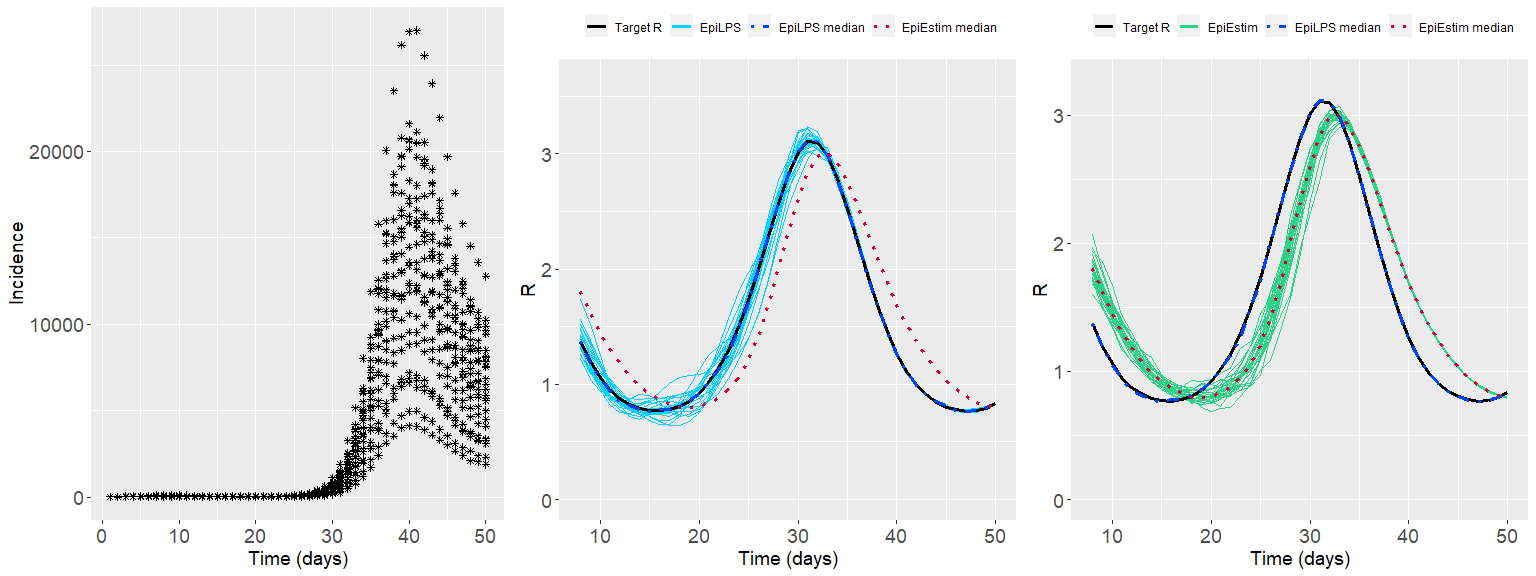 Incidence
20000
10000
0
0 10 20 30 40 50
Time (days)
Target R EpiLPS EpiLPS median EpiEstim median
R
3
2
1
0
10 20 30 40 50
Time (days)
Target R EpiEstim EpiLPS median EpiEstim median
R
3
2
1
0
10 20 30 40 50
Time (days)